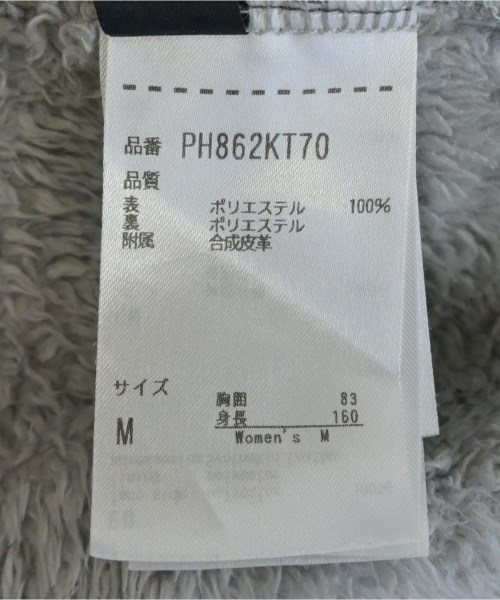 品番 PH862KT70
品質
表 ポリエステル 100%
裏 ポリエステル
附属 合成皮革
サイズ
M
胸囲 83
身長 160
Women's M